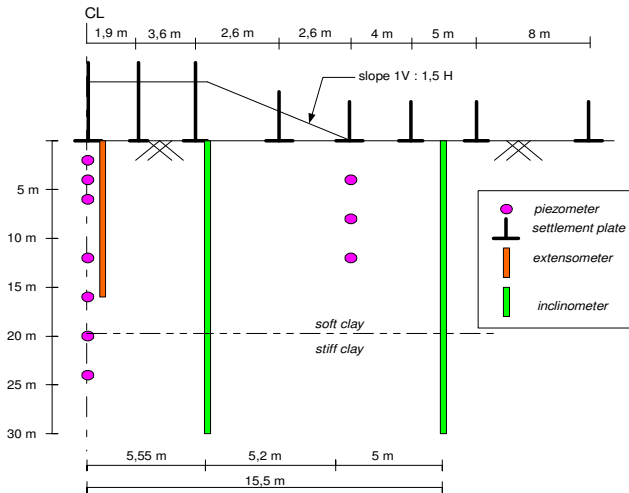 CL
1,9 m 3,6 m 2,6 m 2,6 m 4 m 5 m 8 m
slope 1V : 1,5 H
5 m
10 m
15 m
20 m
25 m
30 m
piezometer
settlement plate
extensometer
inclinometer
soft clay
stiff clay
5,55 m 5,2 m 5 m
15,5 m